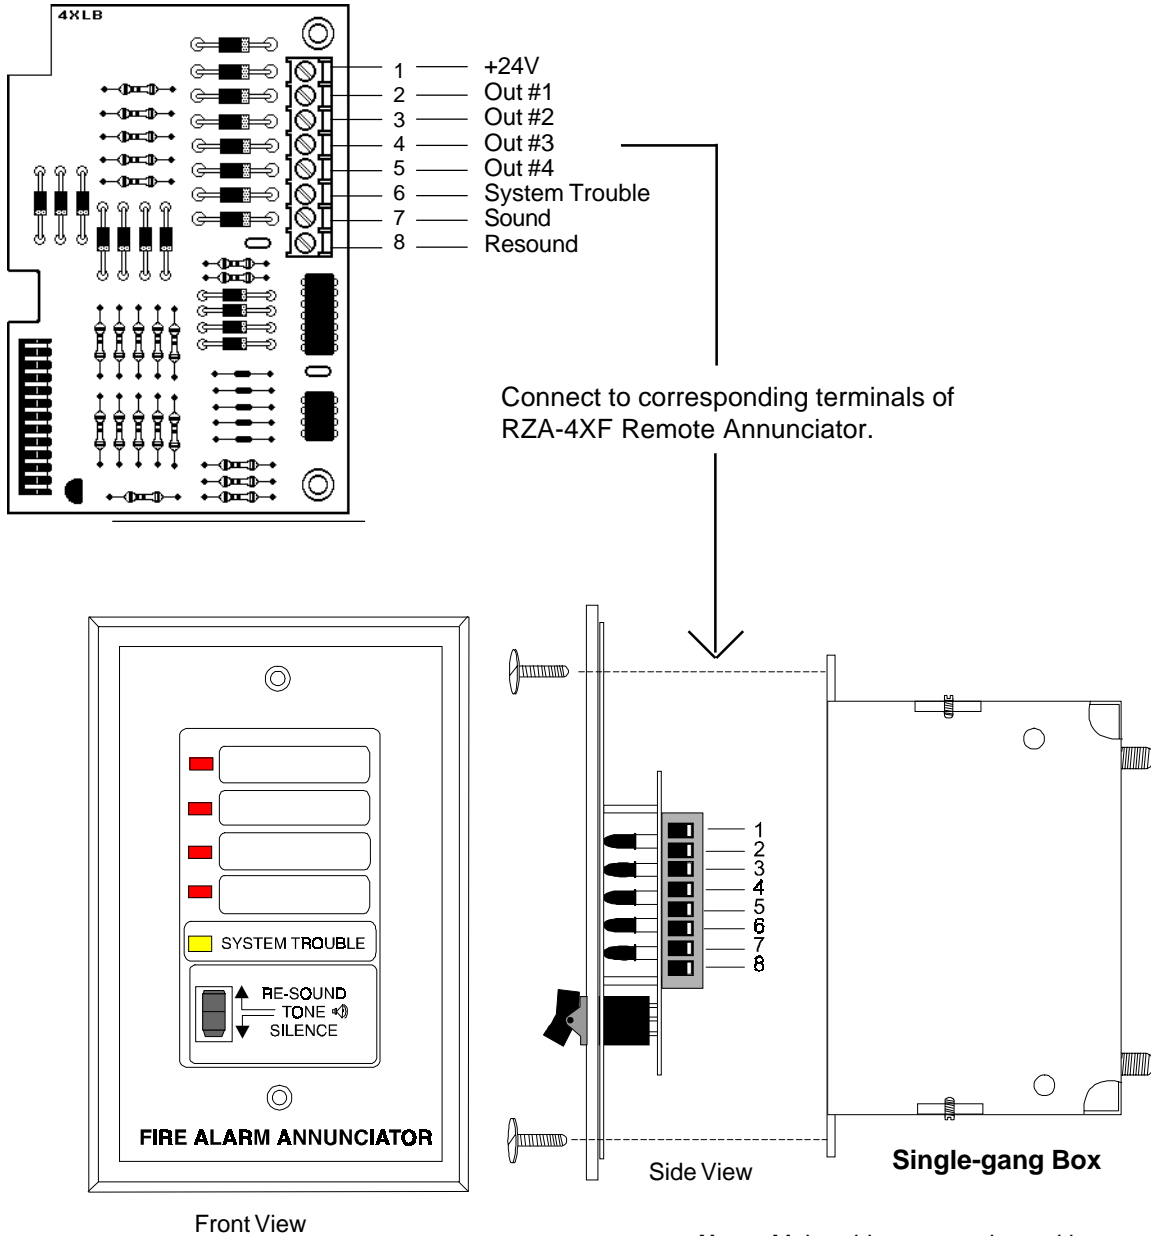 4XLB
1 +24V
2 Out #1
3 Out #2
4 Out #3
5 Out #4
6 System Trouble
7 Sound
8 Resound
Connect to corresponding terminals of
RZA-4XF Remote Annunciator.
SYSTEM TROUBLE
RE-SOUND
TONE
SILENCE
FIRE ALARM ANNUNCIATOR
Front View
1
2
3
4
5
6
7
8
Side View
Single-gang Box